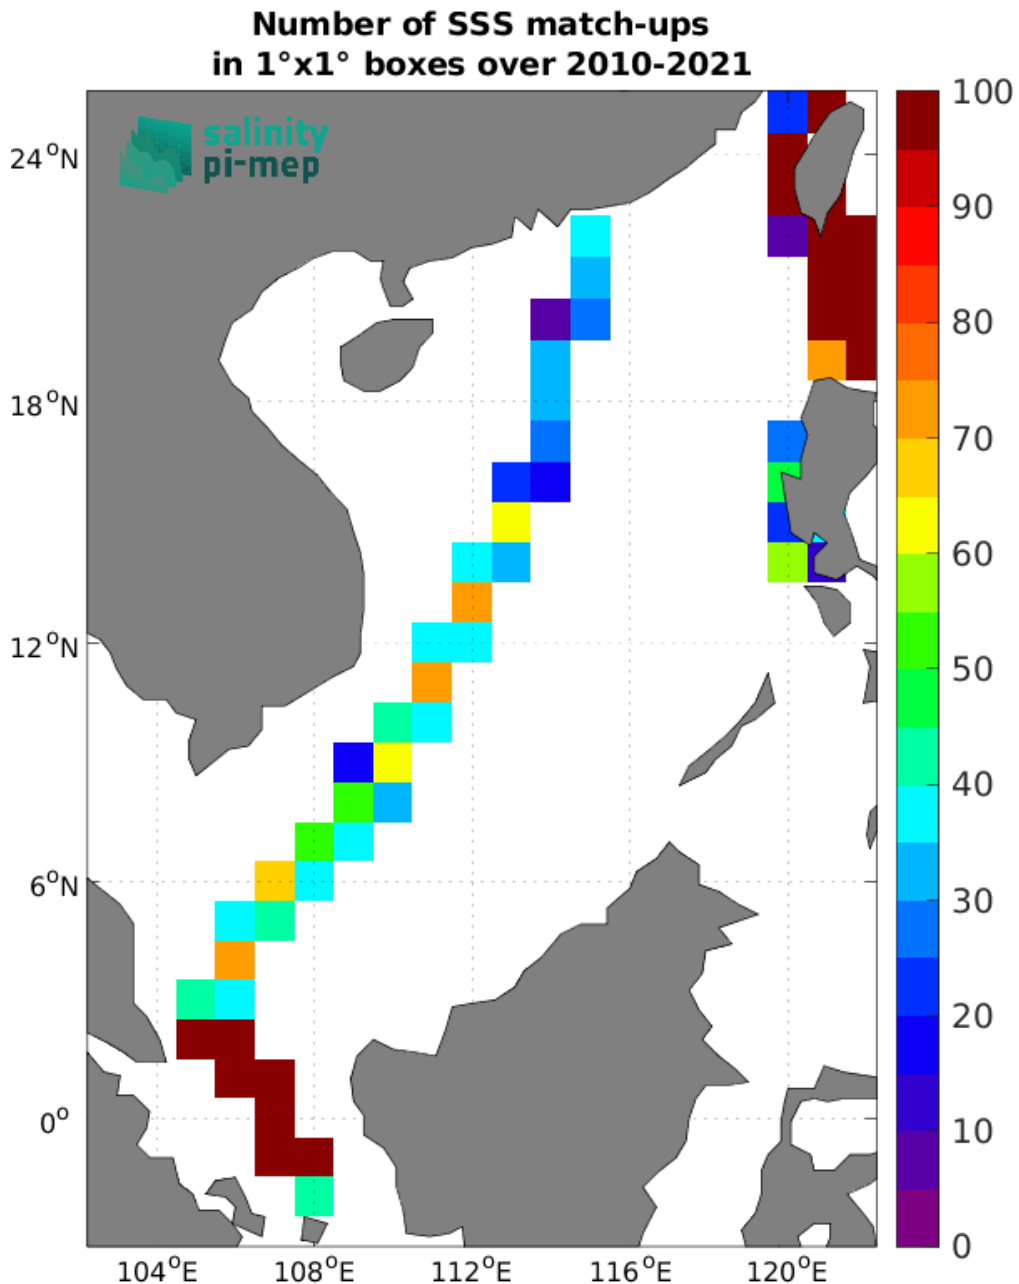 Number of SSS match-ups
in 1°x1° boxes over 2010-2021
salinity
pi-mep
24°N
18°N
12°N
6°N
0°
104°E
108°E
112°E
116°E
120°E
100
90
80
70
60
50
40
30
20
10
0